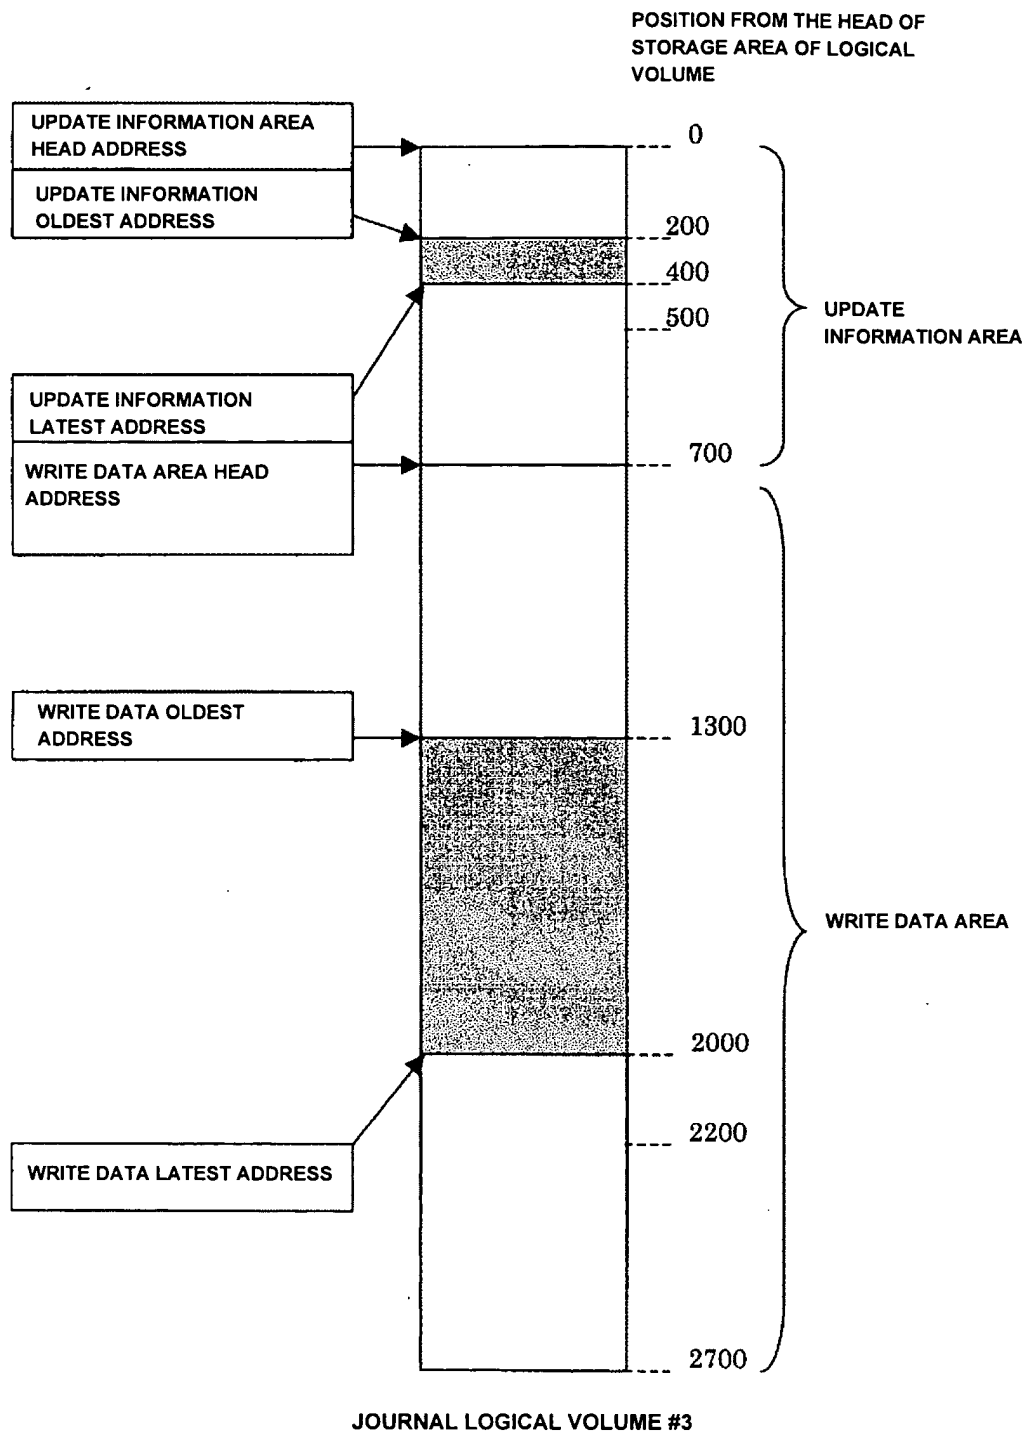 POSITION FROM THE HEAD OF
STORAGE AREA OF LOGICAL
VOLUME
UPDATE INFORMATION AREA
HEAD ADDRESS
0
UPDATE INFORMATION
OLDEST ADDRESS
200
400
500
UPDATE
INFORMATION AREA
UPDATE INFORMATION
LATEST ADDRESS
700
WRITE DATA AREA HEAD
ADDRESS
WRITE DATA OLDEST
ADDRESS
1300
WRITE DATA AREA
2000
2200
WRITE DATA LATEST ADDRESS
2700
JOURNAL LOGICAL VOLUME #3